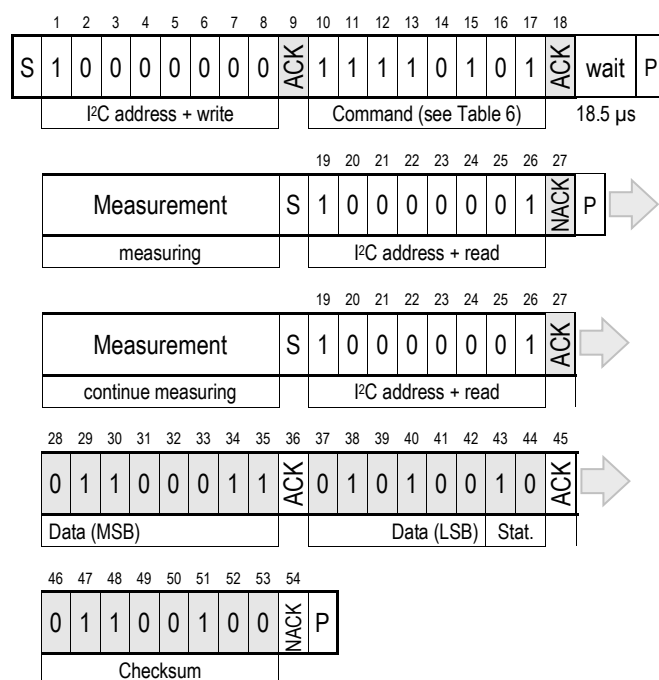 1 2 3 4 5 6 7 8 9 10 11 12 13 14 15 16 17 18
S 1 0 0 0 0 0 0 0 ACK 1 1 1 1 0 1 0 1 ACK wait P
I²C address + write Command (see Table 6) 18.5 µs
19 20 21 22 23 24 25 26 27
Measurement S 1 0 0 0 0 0 0 1 NACK P
measuring I²C address + read
19 20 21 22 23 24 25 26 27
Measurement S 1 0 0 0 0 0 0 1 ACK
continue measuring I²C address + read
28 29 30 31 32 33 34 35 36 37 38 39 40 41 42 43 44 45
0 1 1 0 0 0 1 1 ACK 0 1 0 1 0 0 1 0 ACK
Data (MSB) Data (LSB) Stat.
46 47 48 49 50 51 52 53 54
0 1 1 0 0 1 0 0 NACK P
Checksum